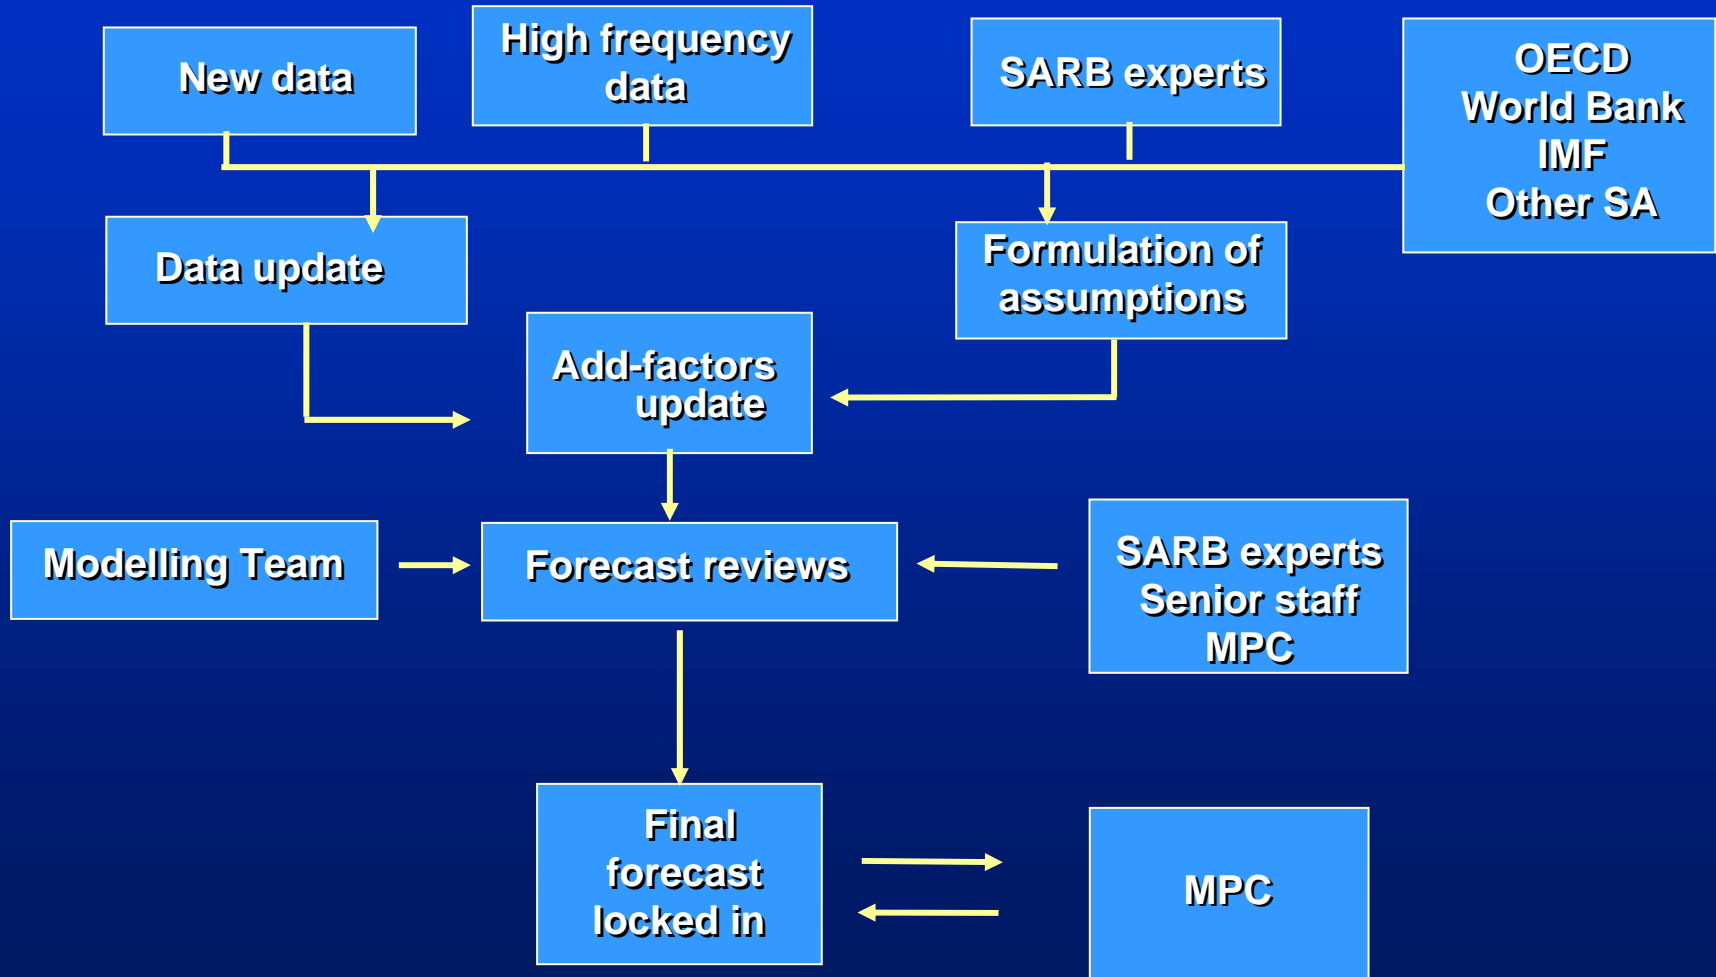 New data
High frequency
data
SARB experts
OECD
World Bank
IMF
Other SA
Data update
Formulation of
assumptions
Add-factors
update
Modelling Team
Forecast reviews
SARB experts
Senior staff
MPC
Final
forecast
locked in
MPC